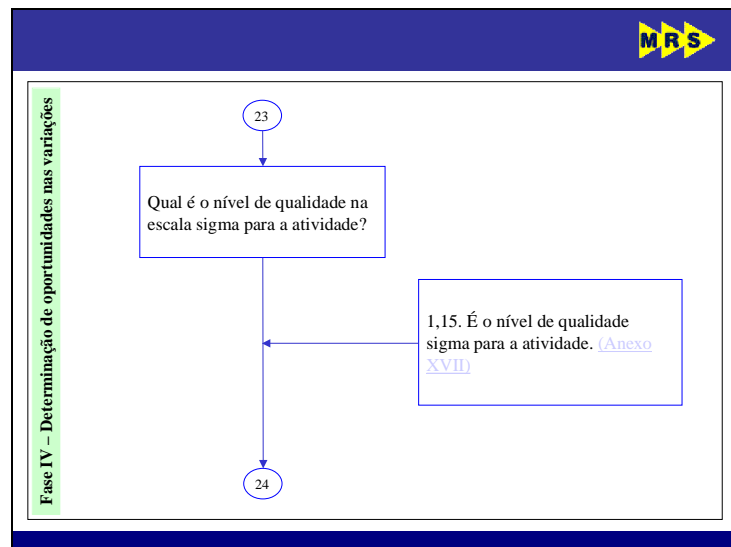 MRS
Fase IV – Determinação de oportunidades nas variações
23
Qual é o nível de qualidade na
escala sigma para a atividade?
1,15. É o nível de qualidade
sigma para a atividade. (Anexo
XVII)
24